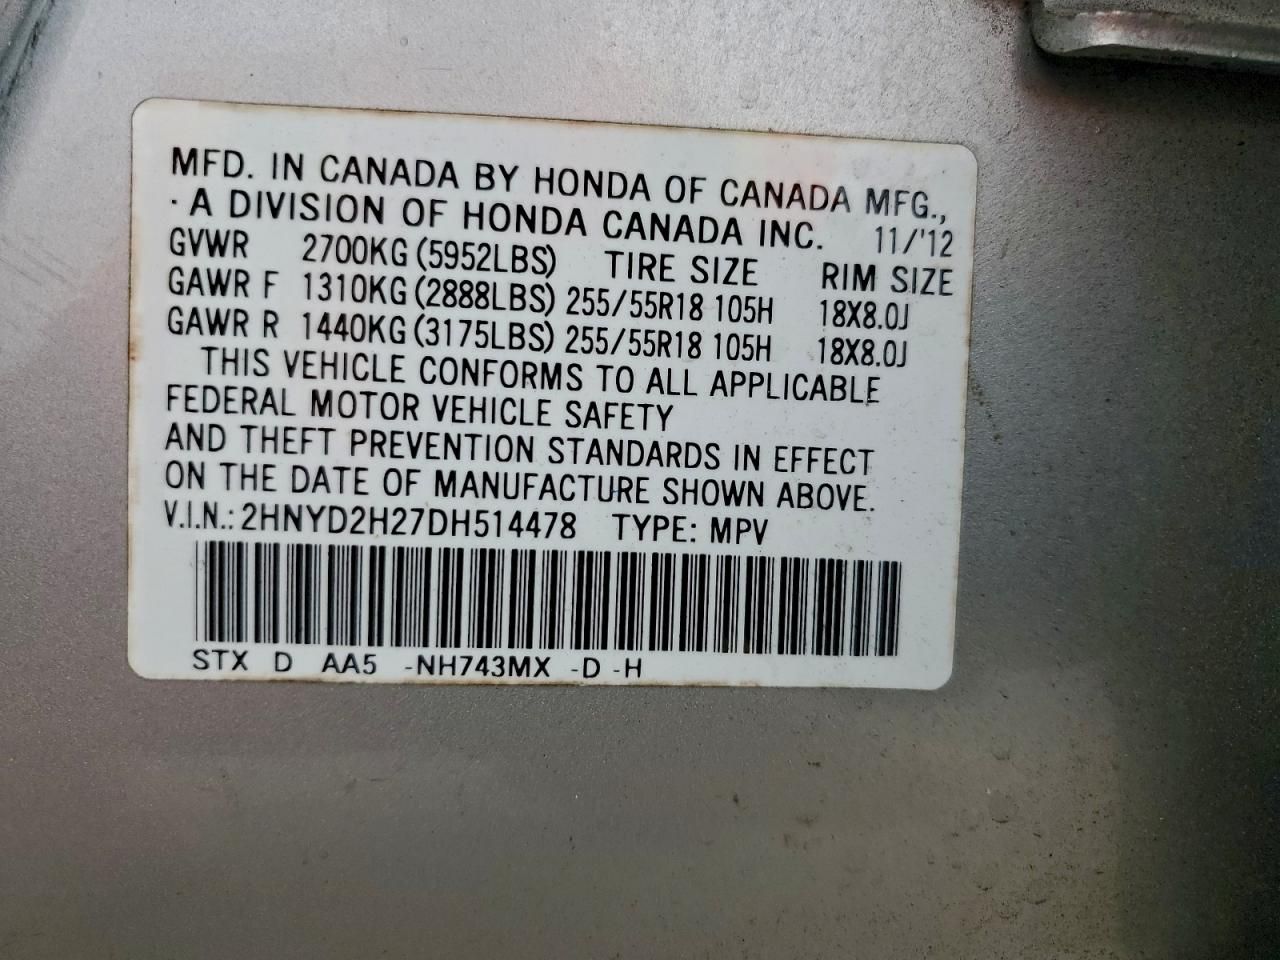 MFD. IN CANADA BY HONDA OF CANADA MFG.,
· A DIVISION OF HONDA CANADA INC. 11/'12
GVWR 2700KG (5952LBS) TIRE SIZE RIM SIZE
GAWR F 1310KG (2888LBS) 255/55R18 105H 18X8.0J
GAWR R 1440KG (3175LBS) 255/55R18 105H 18X8.0J
THIS VEHICLE CONFORMS TO ALL APPLICABLE
FEDERAL MOTOR VEHICLE SAFETY
AND THEFT PREVENTION STANDARDS IN EFFECT
ON THE DATE OF MANUFACTURE SHOWN ABOVE.
V.I.N.: 2HNYD2H27DH514478 TYPE: MPV
STX D AA5 -NH743MX -D -H